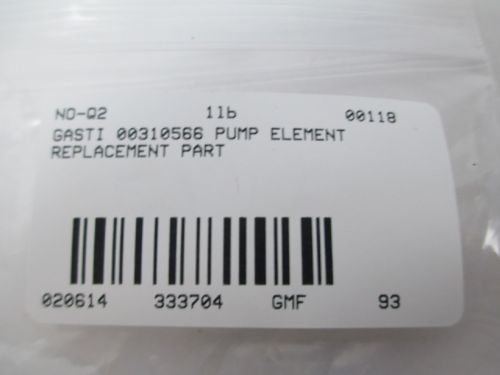 NO-Q2 1lb 00118
GASTI 00310566 PUMP ELEMENT
REPLACEMENT PART
020614 333704 GMF 93